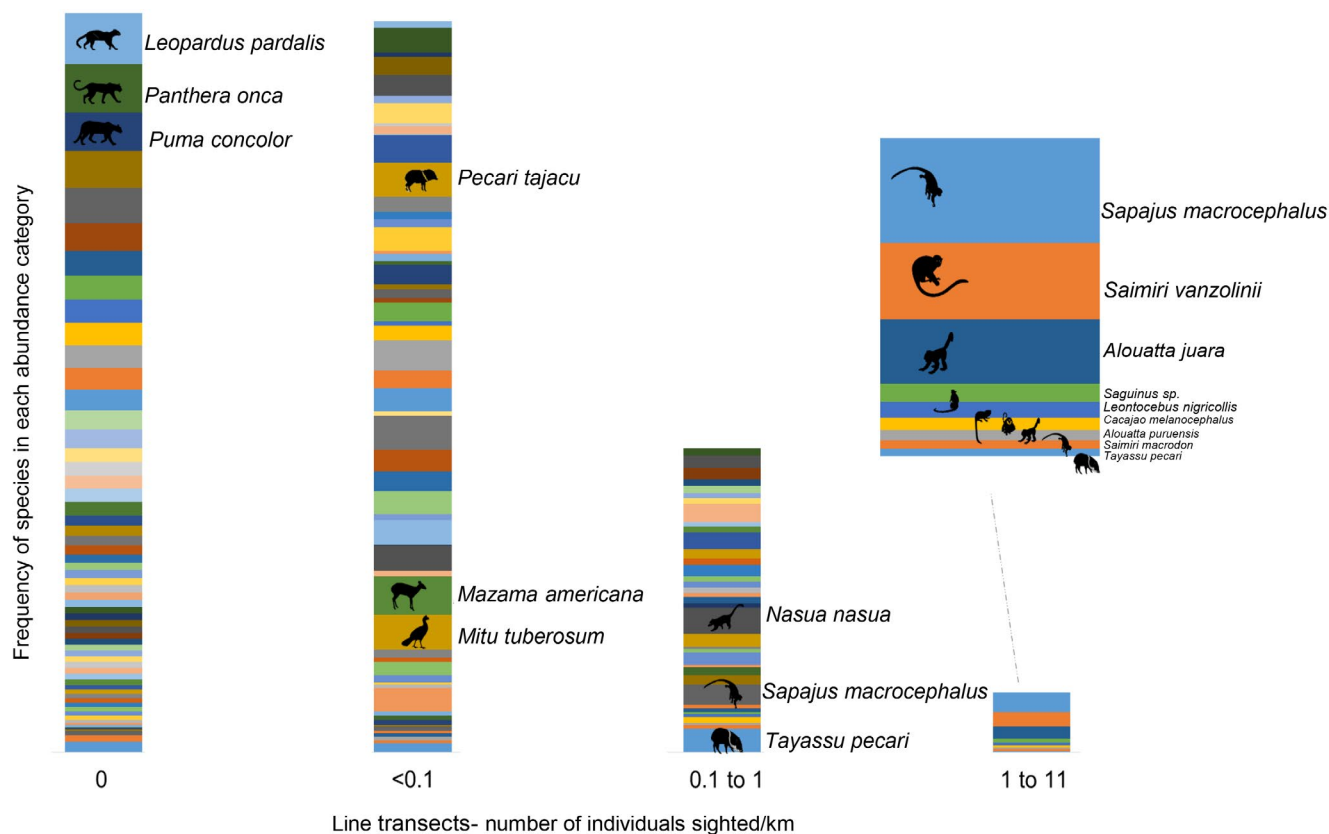 Frequency of species in each abundance category
Leopardus pardalis
Panthera onca
Puma concolor
Pecari tajacu
Mazama americana
Mitu tuberosum
Nasua nasua
Sapajus macrocephalus
Tayassu pecari
Sapajus macrocephalus
Saimiri vanzolinii
Alouatta juara
Saguinus sp.
Leontocebus nigricollis
Cacajao melanocephalus
Alouatta puruensis
Saimiri macrodon
Tayassu pecari
0
<0.1
0.1 to 1
1 to 11
Line transects- number of individuals sighted/km